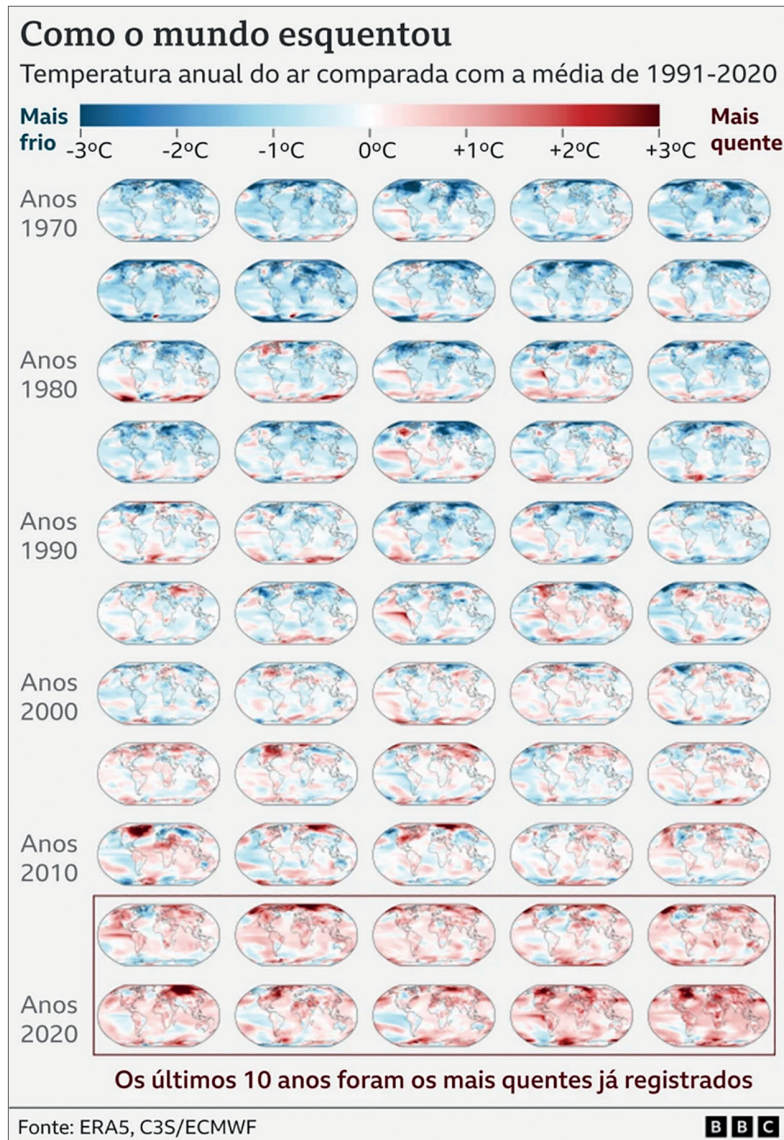 Como o mundo esquentou
Temperatura anual do ar comparada com a média de 1991-2020
Mais frio
Mais quente
-3ºC -2ºC -1ºC 0ºC +1ºC +2ºC +3ºC
Anos
1970
Anos
1980
Anos
1990
Anos
2000
Anos
2010
Anos
2020
Os últimos 10 anos foram os mais quentes já registrados
Fonte: ERA5, C3S/ECMWF
BBC